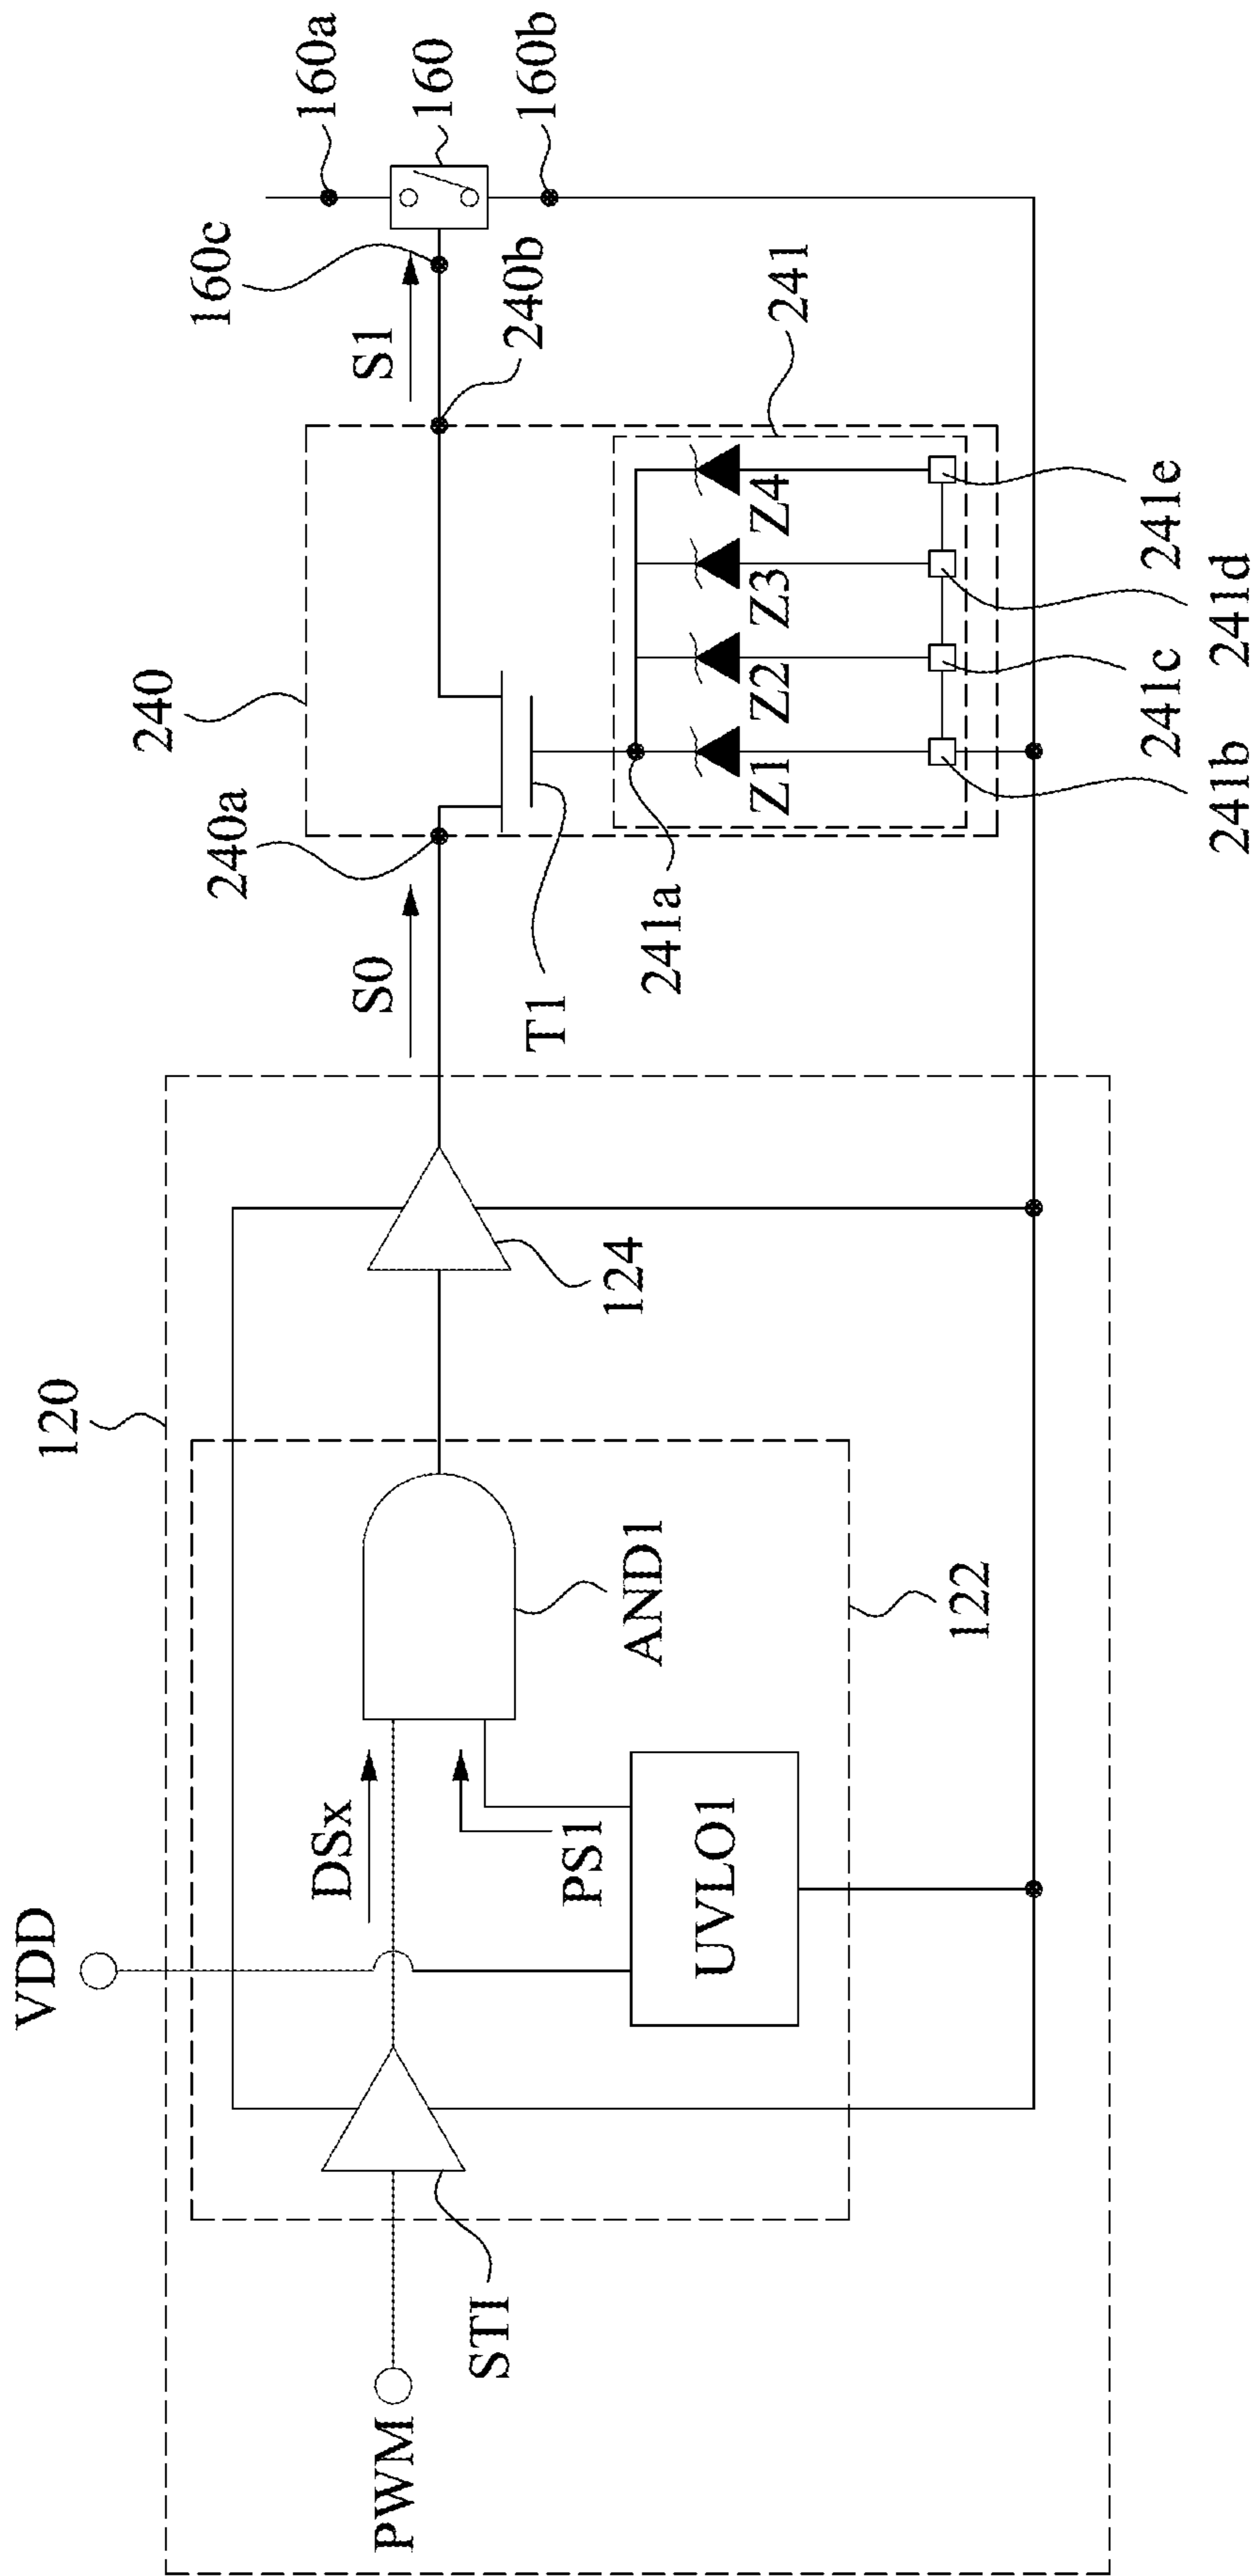 VDD
120
240
160c
240a
160a
DSx
S0
S1
PWM
160
STI
T1
240b
160b
PS1
124
AND1
241a
UVLO1
Z1 Z2 Z3 Z4
241
122
241c
241e
241b
241d